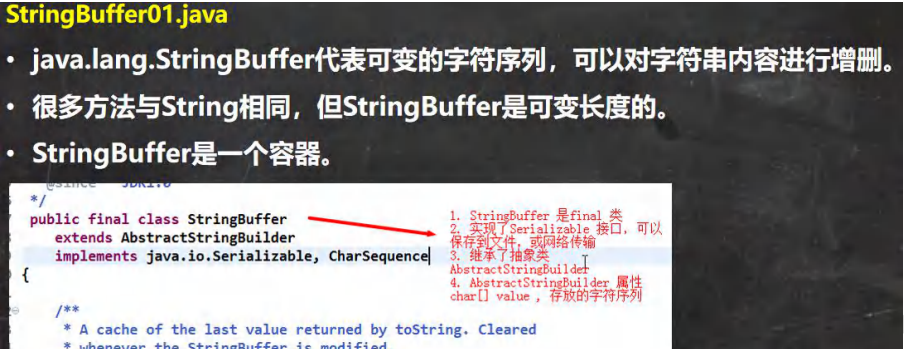 StringBuffer01.java
• java.lang.StringBuffer代表可变的字符序列，可以对字符串内容进行增删。
• 很多方法与String相同，但StringBuffer是可变长度的。
• StringBuffer是一个容器。
@since JDK1.0
*/
public final class StringBuffer
extends AbstractStringBuilder
implements java.io.Serializable, CharSequence
{
1. StringBuffer 是final 类
2. 实现了Serializable 接口，可以
保存到文件，或网络传输
3. 继承了抽象类
AbstractStringBuilder
4. AbstractStringBuilder 属性
char[] value ，存放的字符序列
/**
* A cache of the last value returned by toString. Cleared
* whenever the StringBuffer is modified